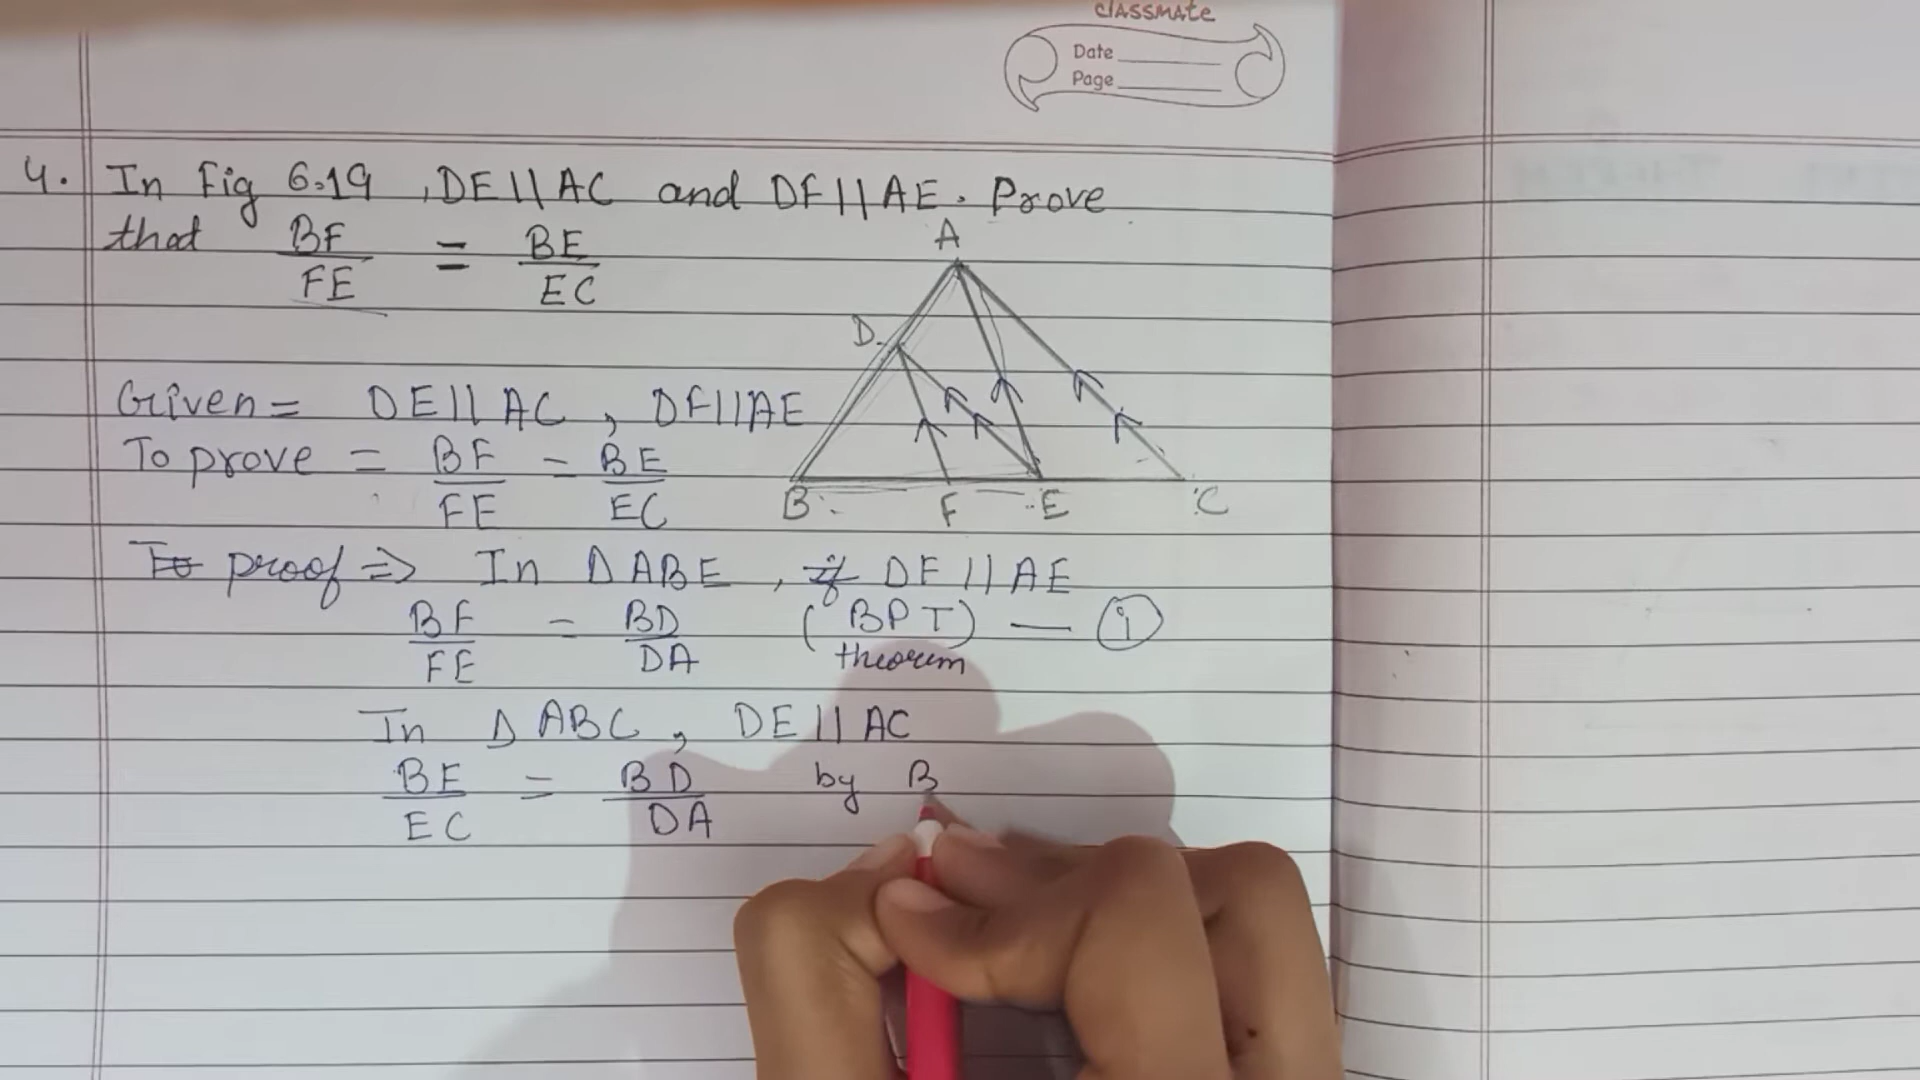 classmate
Date
Page
4. In Fig 6.19, DE||AC and DF||AE. Prove
that BF/FE = BE/EC
A
D
B F E C
Given = DE||AC, DF||AE
To prove = BF/FE = BE/EC
To proof => In Δ ABE, if DF||AE
BF/FE = BD/DA (BPT) — (i)
theorem
In Δ ABC, DE||AC
BE/EC = BD/DA by B